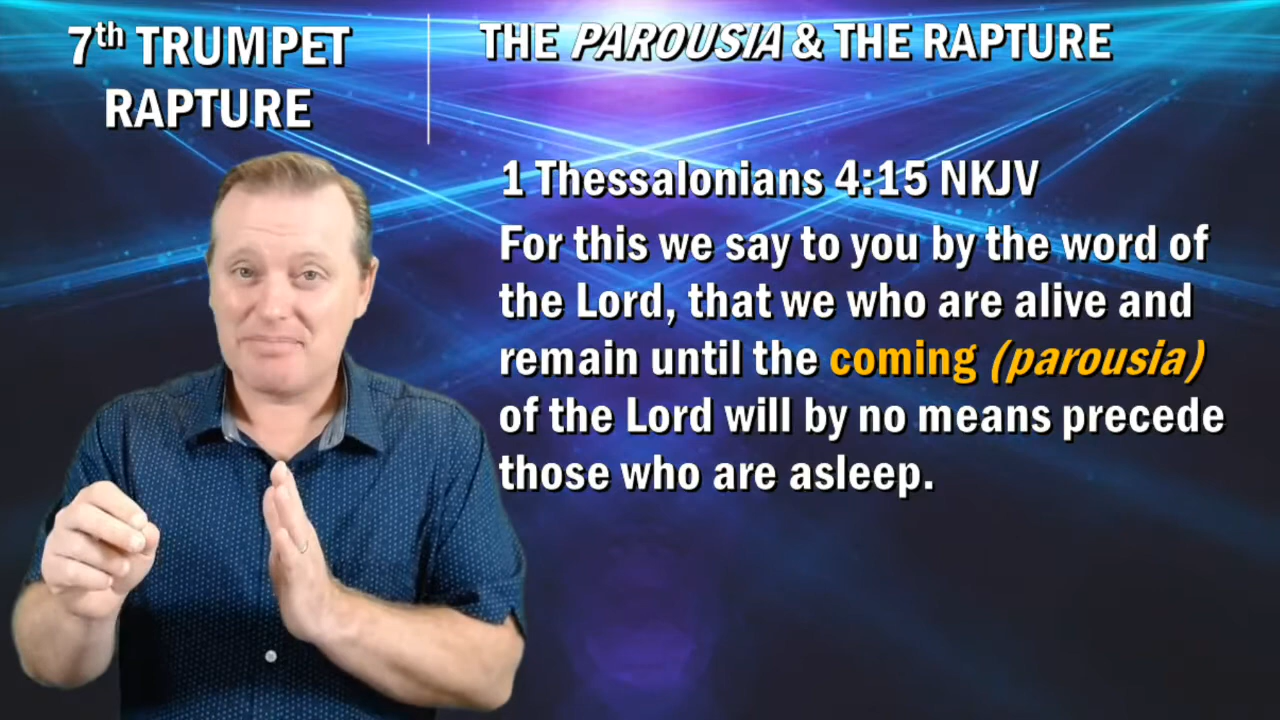 7th TRUMPET
RAPTURE
THE PAROUSIA & THE RAPTURE
1 Thessalonians 4:15 NKJV
For this we say to you by the word of
the Lord, that we who are alive and
remain until the coming (parousia)
of the Lord will by no means precede
those who are asleep.